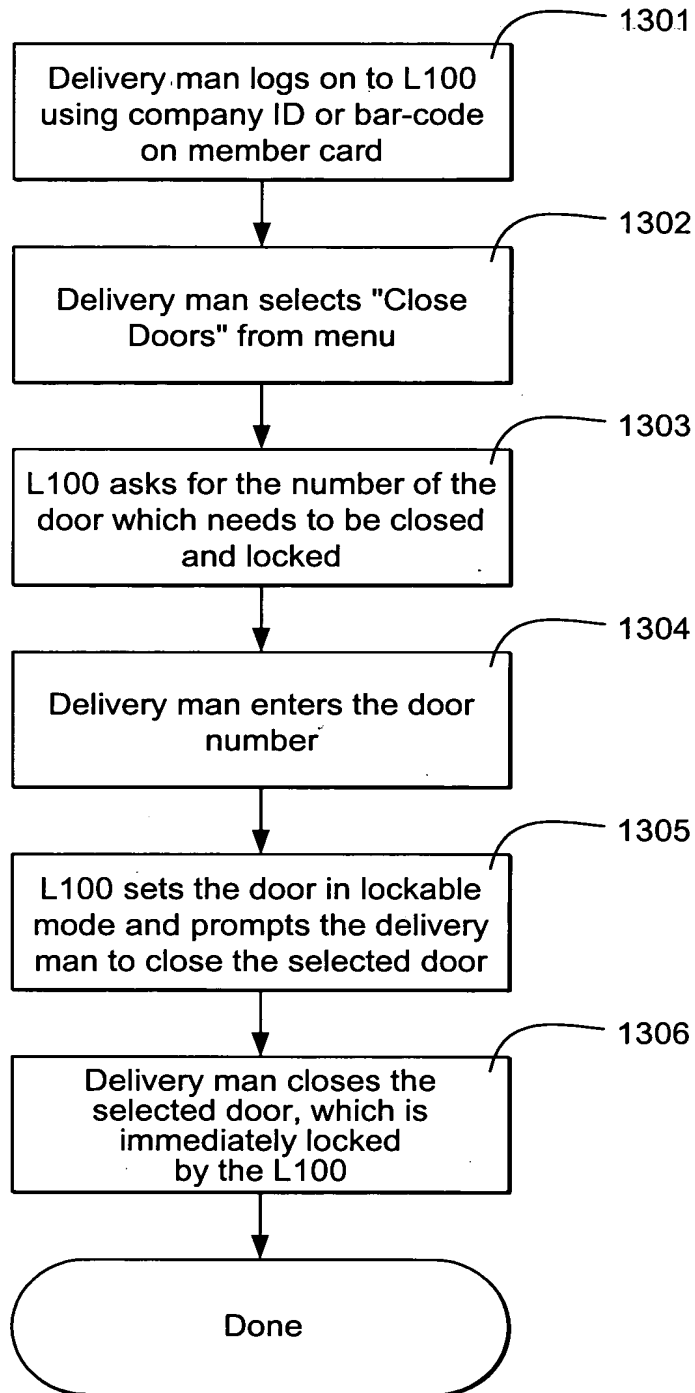 1301
Delivery man logs on to L100
using company ID or bar-code
on member card
1302
Delivery man selects "Close
Doors" from menu
1303
L100 asks for the number of the
door which needs to be closed
and locked
1304
Delivery man enters the door
number
1305
L100 sets the door in lockable
mode and prompts the delivery
man to close the selected door
1306
Delivery man closes the
selected door, which is
immediately locked
by the L100
Done